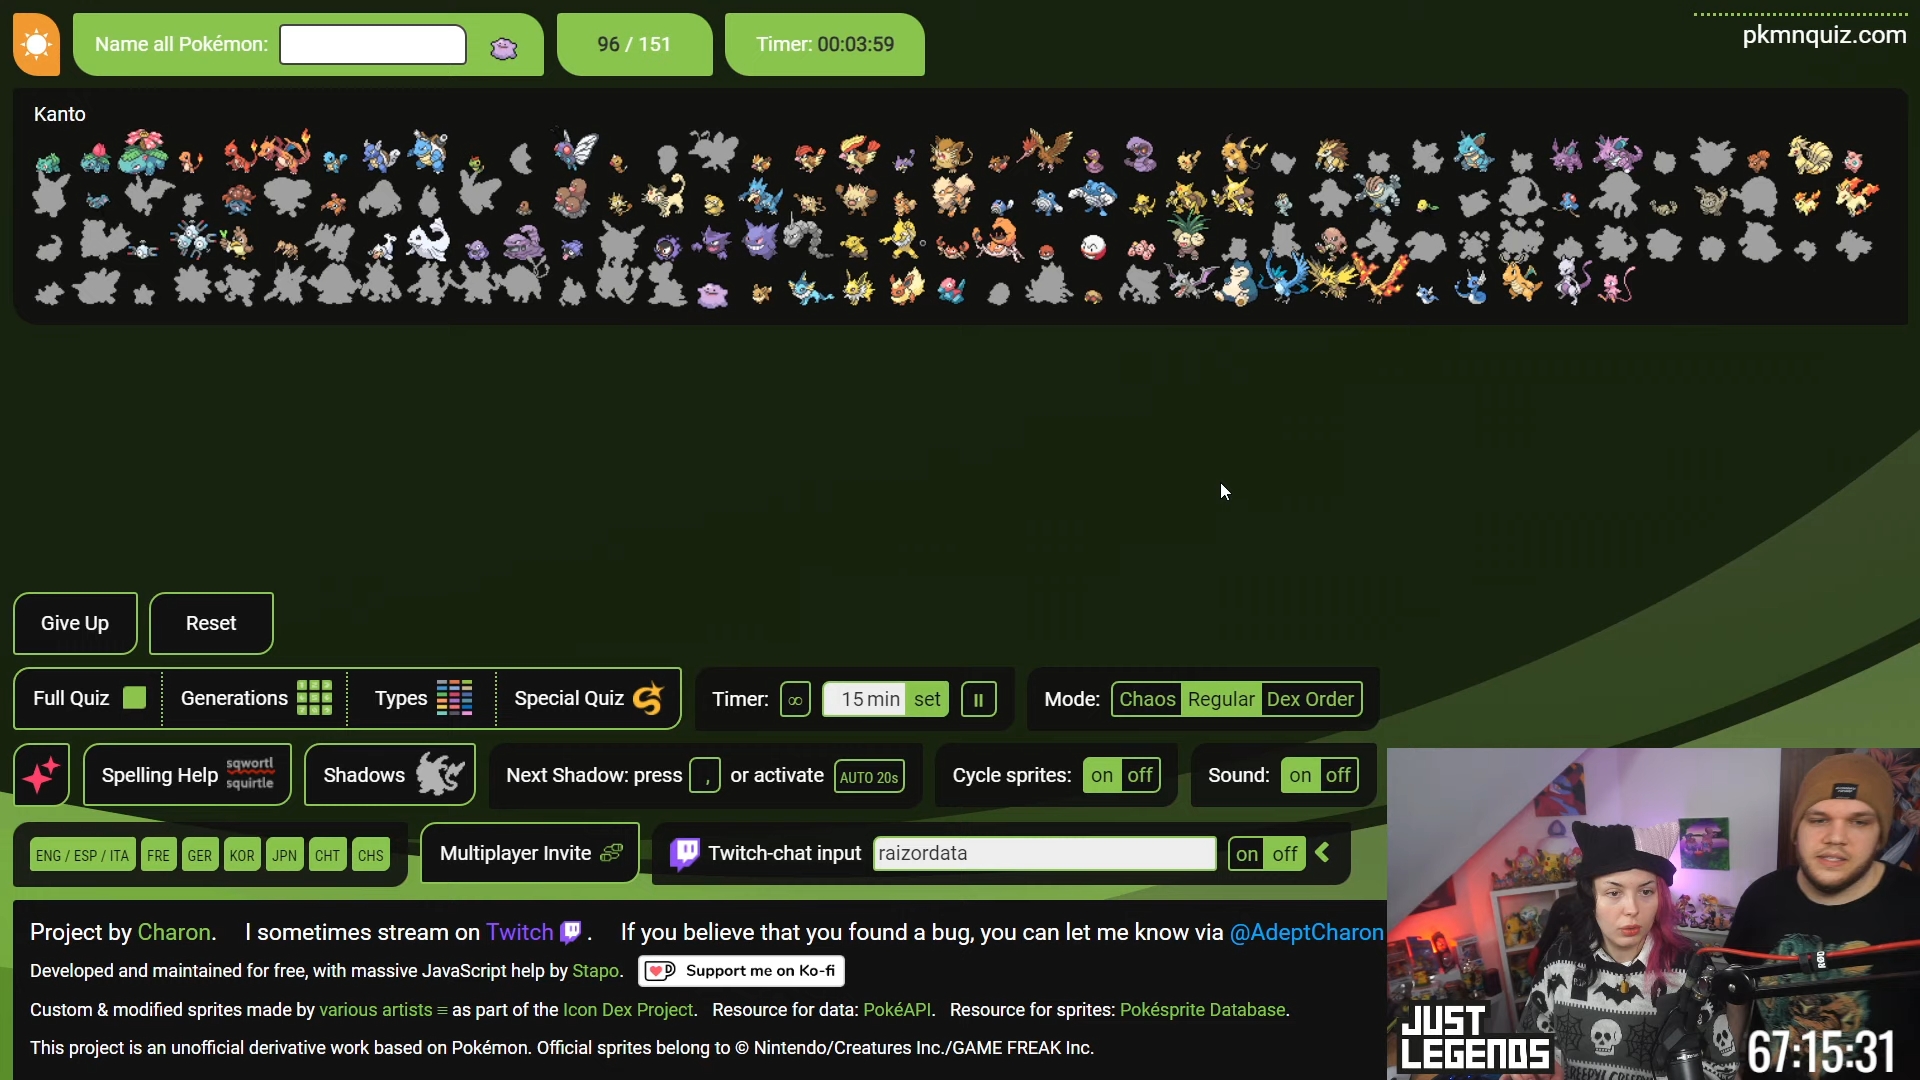 Name all Pokémon:
96 / 151
Timer: 00:03:59
pkmnquiz.com
Kanto
Give Up
Reset
Full Quiz
Generations
Types
Special Quiz
Timer: ∞ 15 min set
Mode: Chaos Regular Dex Order
Spelling Help sqwortl squirtle
Shadows
Next Shadow: press , or activate AUTO 20s
Cycle sprites: on off
Sound: on off
ENG / ESP / ITA FRE GER KOR JPN CHT CHS
Multiplayer Invite
Twitch-chat input raizordata on off
Project by Charon. I sometimes stream on Twitch. If you believe that you found a bug, you can let me know via @AdeptCharon
Developed and maintained for free, with massive JavaScript help by Stapo. Support me on Ko-fi
Custom & modified sprites made by various artists ≡ as part of the Icon Dex Project. Resource for data: PokéAPI. Resource for sprites: Pokésprite Database.
This project is an unofficial derivative work based on Pokémon. Official sprites belong to © Nintendo/Creatures Inc./GAME FREAK Inc.
JUST
LEGENDS
67:15:31
RØDE